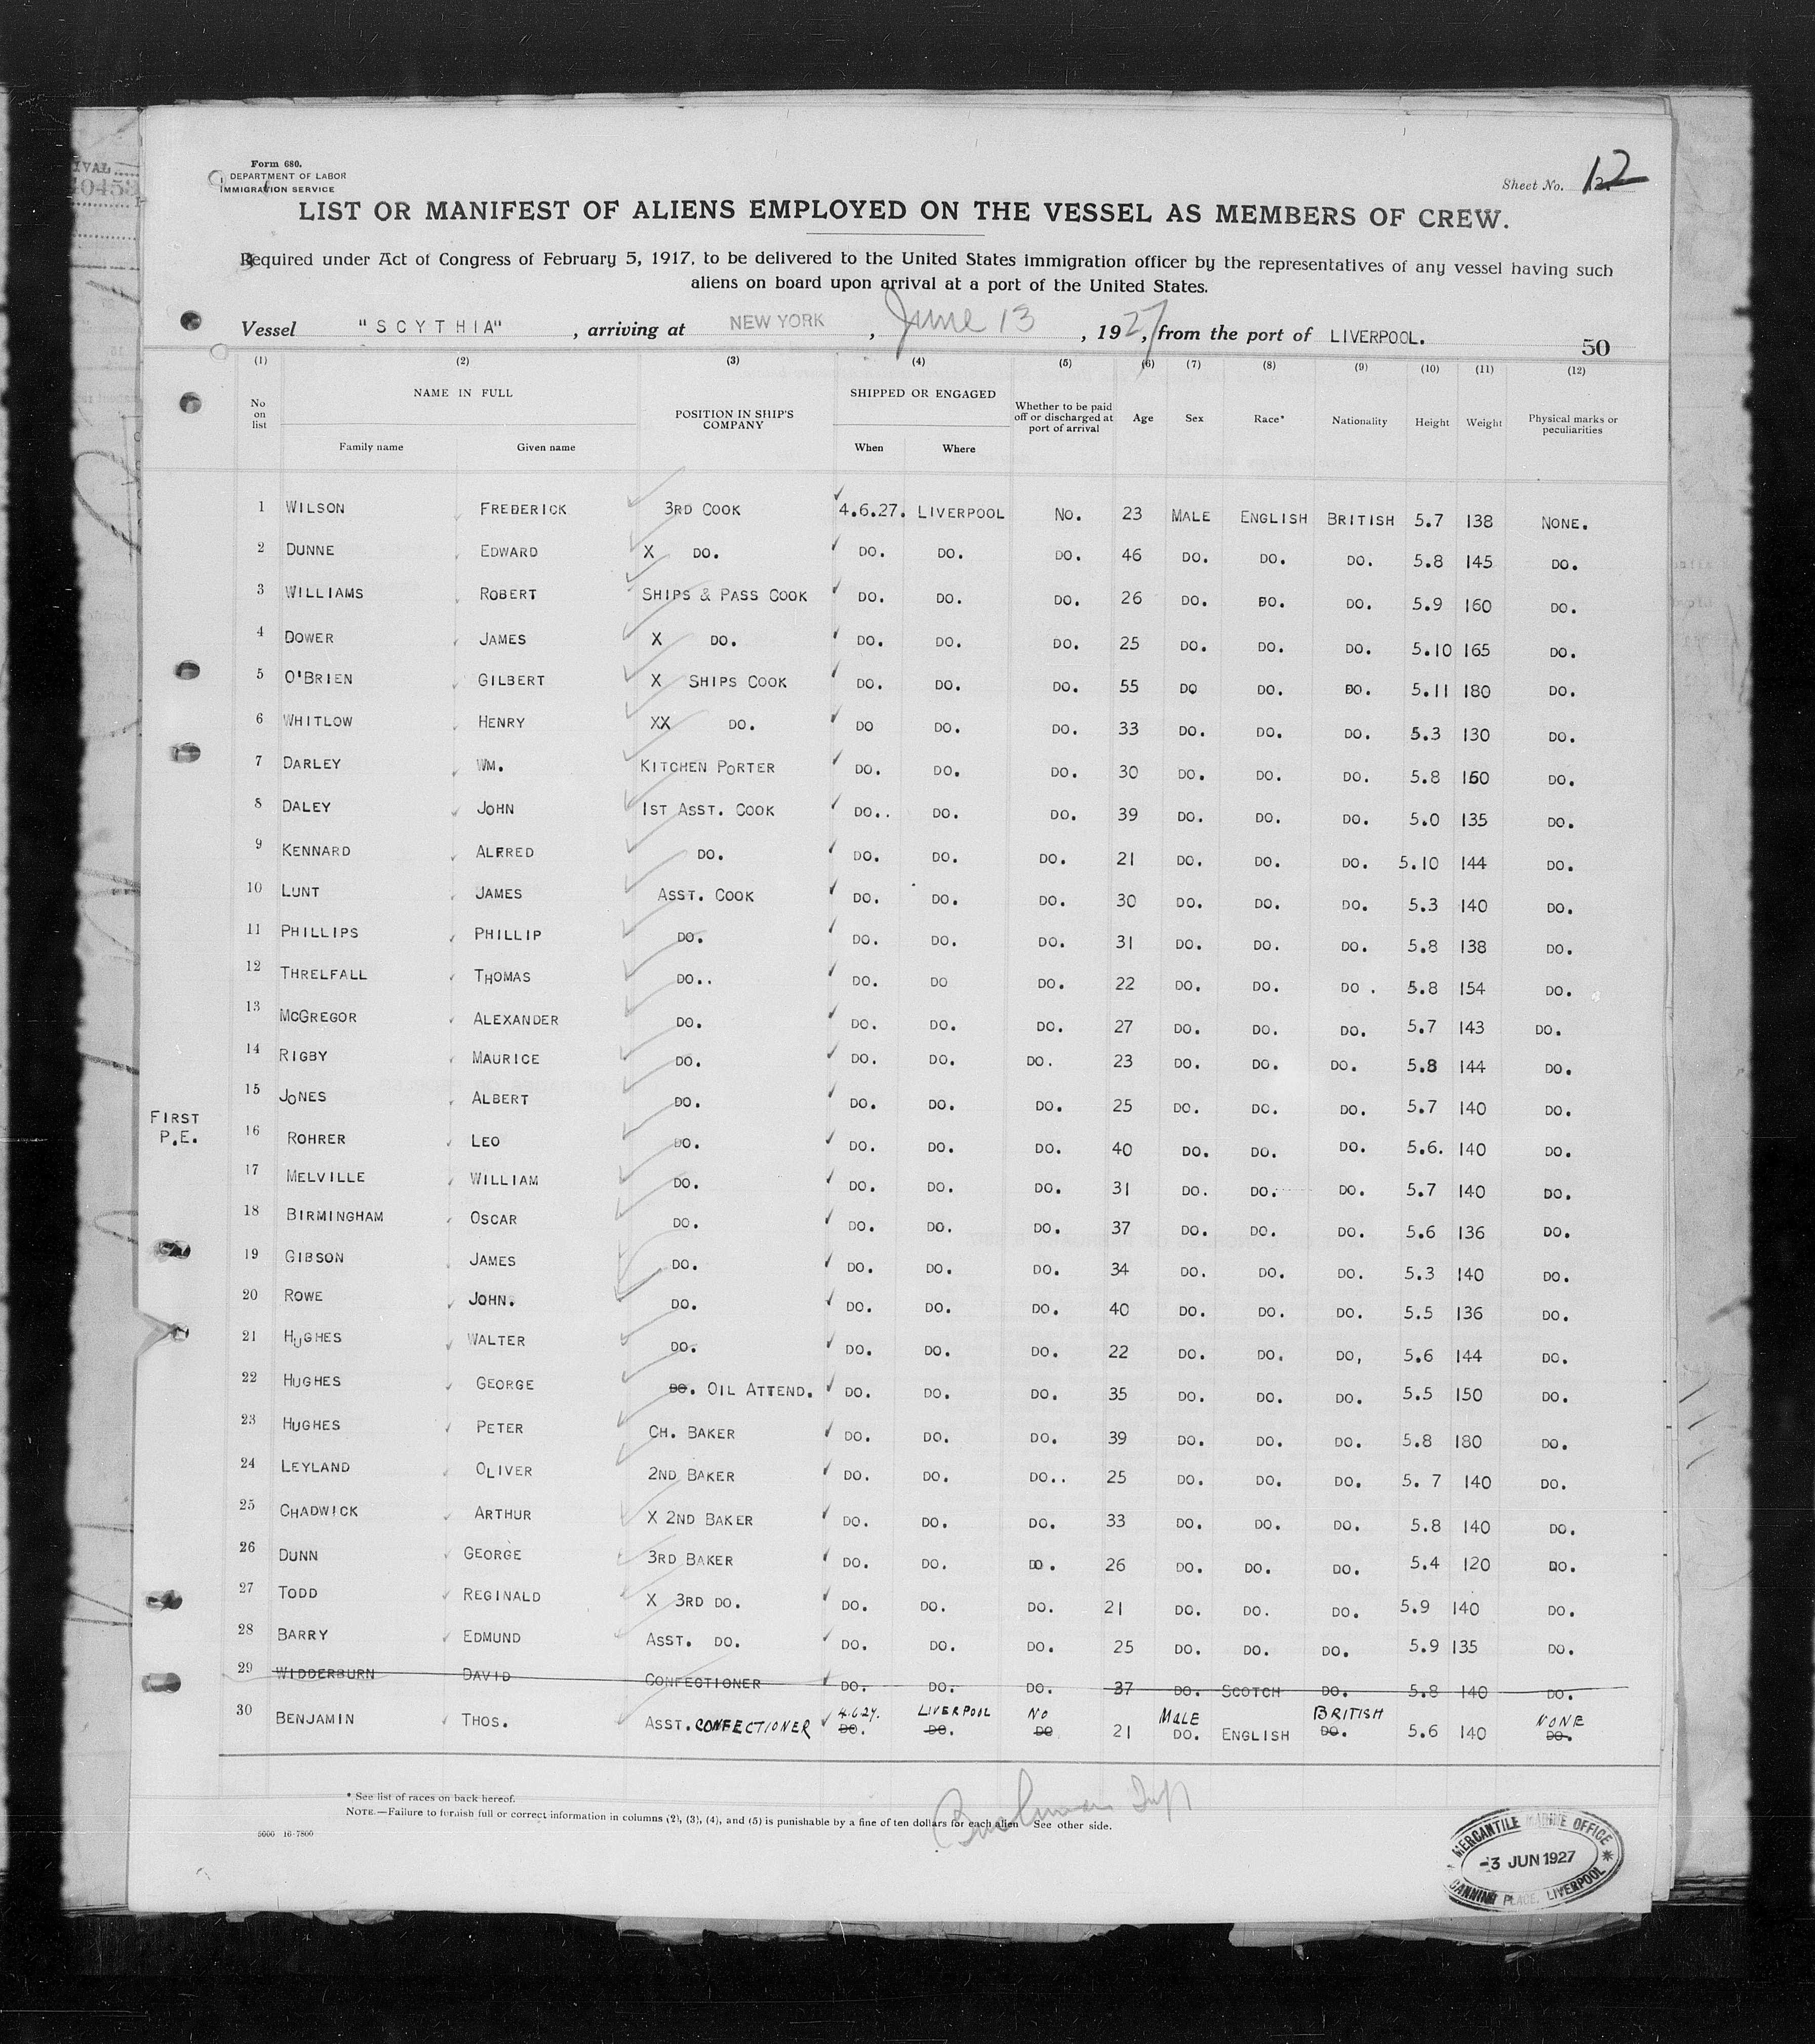 Form 680.
DEPARTMENT OF LABOR
IMMIGRATION SERVICE
Sheet No. 12
LIST OR MANIFEST OF ALIENS EMPLOYED ON THE VESSEL AS MEMBERS OF CREW.
Required under Act of Congress of February 5, 1917, to be delivered to the United States immigration officer by the representatives of any vessel having such
aliens on board upon arrival at a port of the United States.
Vessel "SCYTHIA", arriving at NEW YORK, June 13, 1927, from the port of LIVERPOOL.
50
(1) (2) (3) (4) (5) (6) (7) (8) (9) (10) (11) (12)
No on list NAME IN FULL Family name Given name POSITION IN SHIP'S COMPANY SHIPPED OR ENGAGED When Where Whether to be paid off or discharged at port of arrival Age Sex Race* Nationality Height Weight Physical marks or peculiarities
1 WILSON FREDERICK 3RD COOK 4.6.27. LIVERPOOL NO. 23 MALE ENGLISH BRITISH 5.7 138 NONE.
2 DUNNE EDWARD X DO. DO. DO. DO. 46 DO. DO. DO. 5.8 145 DO.
3 WILLIAMS ROBERT SHIPS & PASS COOK DO. DO. DO. 26 DO. DO. DO. 5.9 160 DO.
4 DOWER JAMES X DO. DO. DO. DO. 25 DO. DO. DO. 5.10 165 DO.
5 O'BRIEN GILBERT X SHIPS COOK DO. DO. DO. 55 DO DO. DO. 5.11 180 DO.
6 WHITLOW HENRY XX DO. DO DO. DO. 33 DO. DO. DO. 5.3 130 DO.
7 DARLEY WM. KITCHEN PORTER DO. DO. DO. 30 DO. DO. DO. 5.8 160 DO.
8 DALEY JOHN 1ST ASST. COOK DO.. DO. DO. 39 DO. DO. DO. 5.0 135 DO.
9 KENNARD ALFRED DO. DO. DO. DO. 21 DO. DO. DO. 5.10 144 DO.
10 LUNT JAMES ASST. COOK DO. DO. DO. 30 DO. DO. DO. 5.3 140 DO.
11 PHILLIPS PHILLIP DO. DO. DO. DO. 31 DO. DO. DO. 5.8 138 DO.
12 THRELFALL THOMAS DO.. DO. DO DO. 22 DO. DO. DO . 5.8 154 DO.
13 MCGREGOR ALEXANDER DO. DO. DO. DO. 27 DO. DO. DO. 5.7 143 DO.
14 RIGBY MAURICE DO. DO. DO. DO. 23 DO. DO. DO. 5.8 144 DO.
15 JONES ALBERT DO. DO. DO. DO. 25 DO. DO. DO. 5.7 140 DO.
FIRST
P.E.
16 ROHRER LEO DO. DO. DO. DO. 40 DO. DO. DO. 5.6. 140 DO.
17 MELVILLE WILLIAM DO. DO. DO. DO. 31 DO. DO. DO. 5.7 140 DO.
18 BIRMINGHAM OSCAR DO. DO. DO. DO. 37 DO. DO. DO. 5.6 136 DO.
19 GIBSON JAMES DO. DO. DO. DO. 34 DO. DO. DO. 5.3 140 DO.
20 ROWE JOHN. DO. DO. DO. DO. 40 DO. DO. DO. 5.5 136 DO.
21 HUGHES WALTER DO. DO. DO. DO. 22 DO. DO. DO, 5.6 144 DO.
22 HUGHES GEORGE DO. OIL ATTEND. DO. DO. DO. 35 DO. DO. DO. 5.5 150 DO.
23 HUGHES PETER CH. BAKER DO. DO. DO. 39 DO. DO. DO. 5.8 180 DO.
24 LEYLAND OLIVER 2ND BAKER DO. DO. DO.. 25 DO. DO. DO. 5. 7 140 DO.
25 CHADWICK ARTHUR X 2ND BAKER DO. DO. DO. 33 DO. DO. DO. 5.8 140 DO.
26 DUNN GEORGE 3RD BAKER DO. DO. DO. 26 DO. DO. DO. 5.4 120 DO.
27 TODD REGINALD X 3RD DO. DO. DO. DO. 21 DO. DO. DO. 5.9 140 DO.
28 BARRY EDMUND ASST. DO. DO. DO. DO. 25 DO. DO. DO. 5.9 135 DO.
29 WIDDERBURN DAVID CONFECTIONER DO. DO. DO. 37 DO. SCOTCH DO. 5.8 140 DO.
4.6.27. LIVERPOOL NO MALE BRITISH NONE
30 BENJAMIN THOS. ASST. CONFECTIONER DO. DO. DO 21 DO. ENGLISH DO. 5.6 140 DO.
* See list of races on back hereof.
NOTE.—Failure to furnish full or correct information in columns (2), (3), (4), and (5) is punishable by a fine of ten dollars for each alien See other side.
5000 16-7800
MERCANTILE MARINE OFFICE
-3 JUN 1927
CANNING PLACE, LIVERPOOL